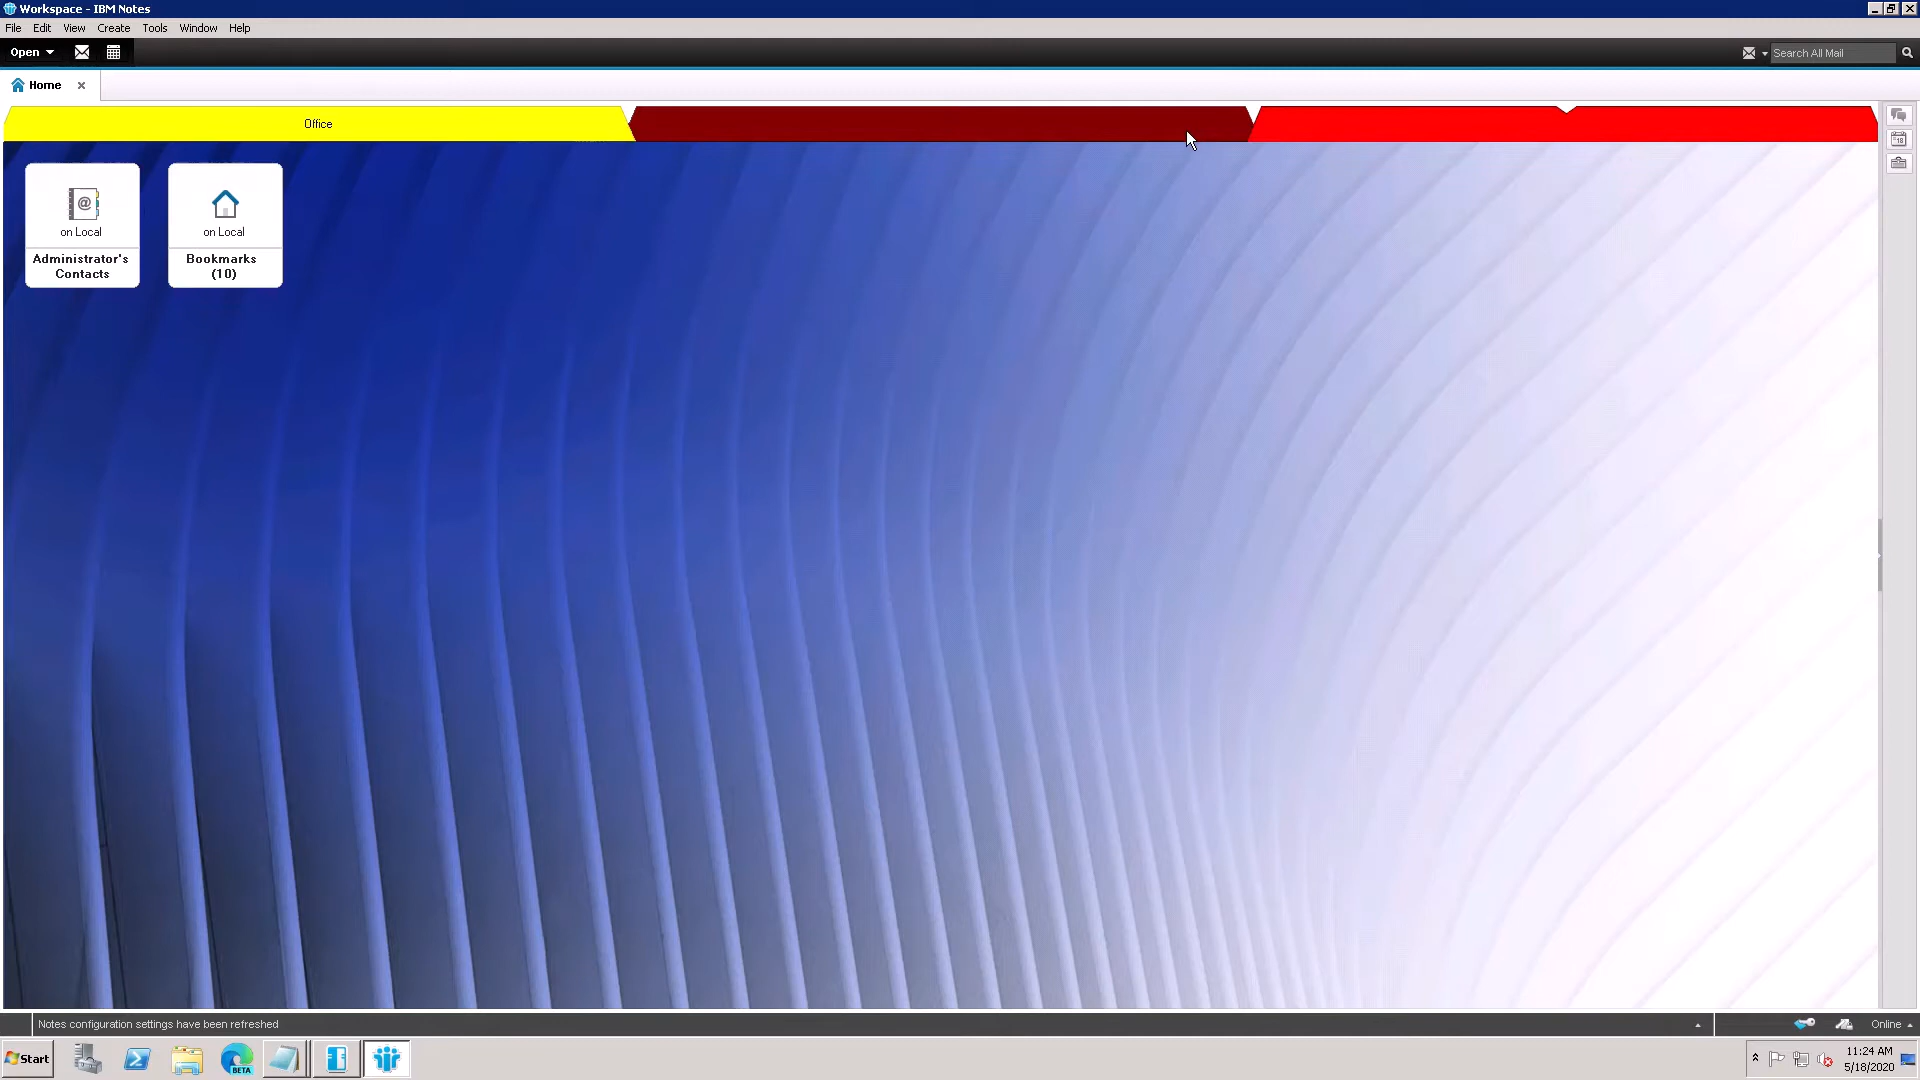 Workspace - IBM Notes
File Edit View Create Tools Window Help
Open
Search All Mail
Home
Office
on Local
Administrator's
Contacts
on Local
Bookmarks
(10)
18
Notes configuration settings have been refreshed
Online
Start
BETA
11:24 AM
5/18/2020